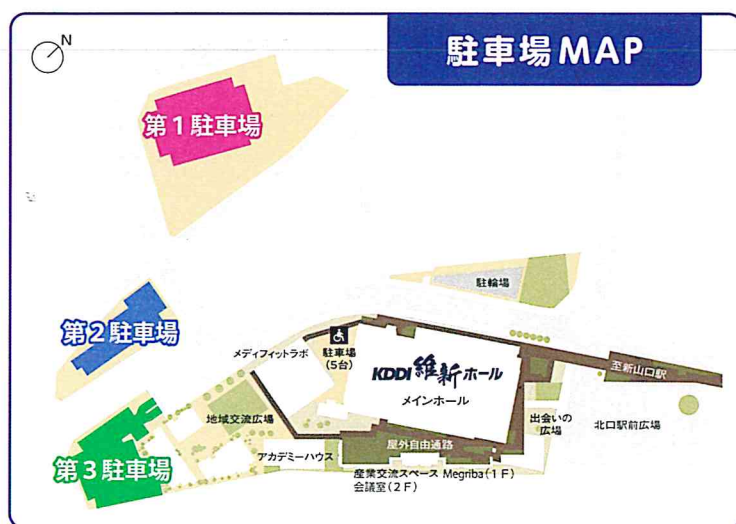 N
駐車場MAP
第1駐車場
駐輪場
第2駐車場
メディフィットラボ
駐車場
(5台)
KDDI 維新ホール
メインホール
至新山口駅
地域交流広場
出会いの
広場
北口駅前広場
屋外自由通路
アカデミーハウス
第3駐車場
産業交流スペース Megriba(1F)
会議室(2F)